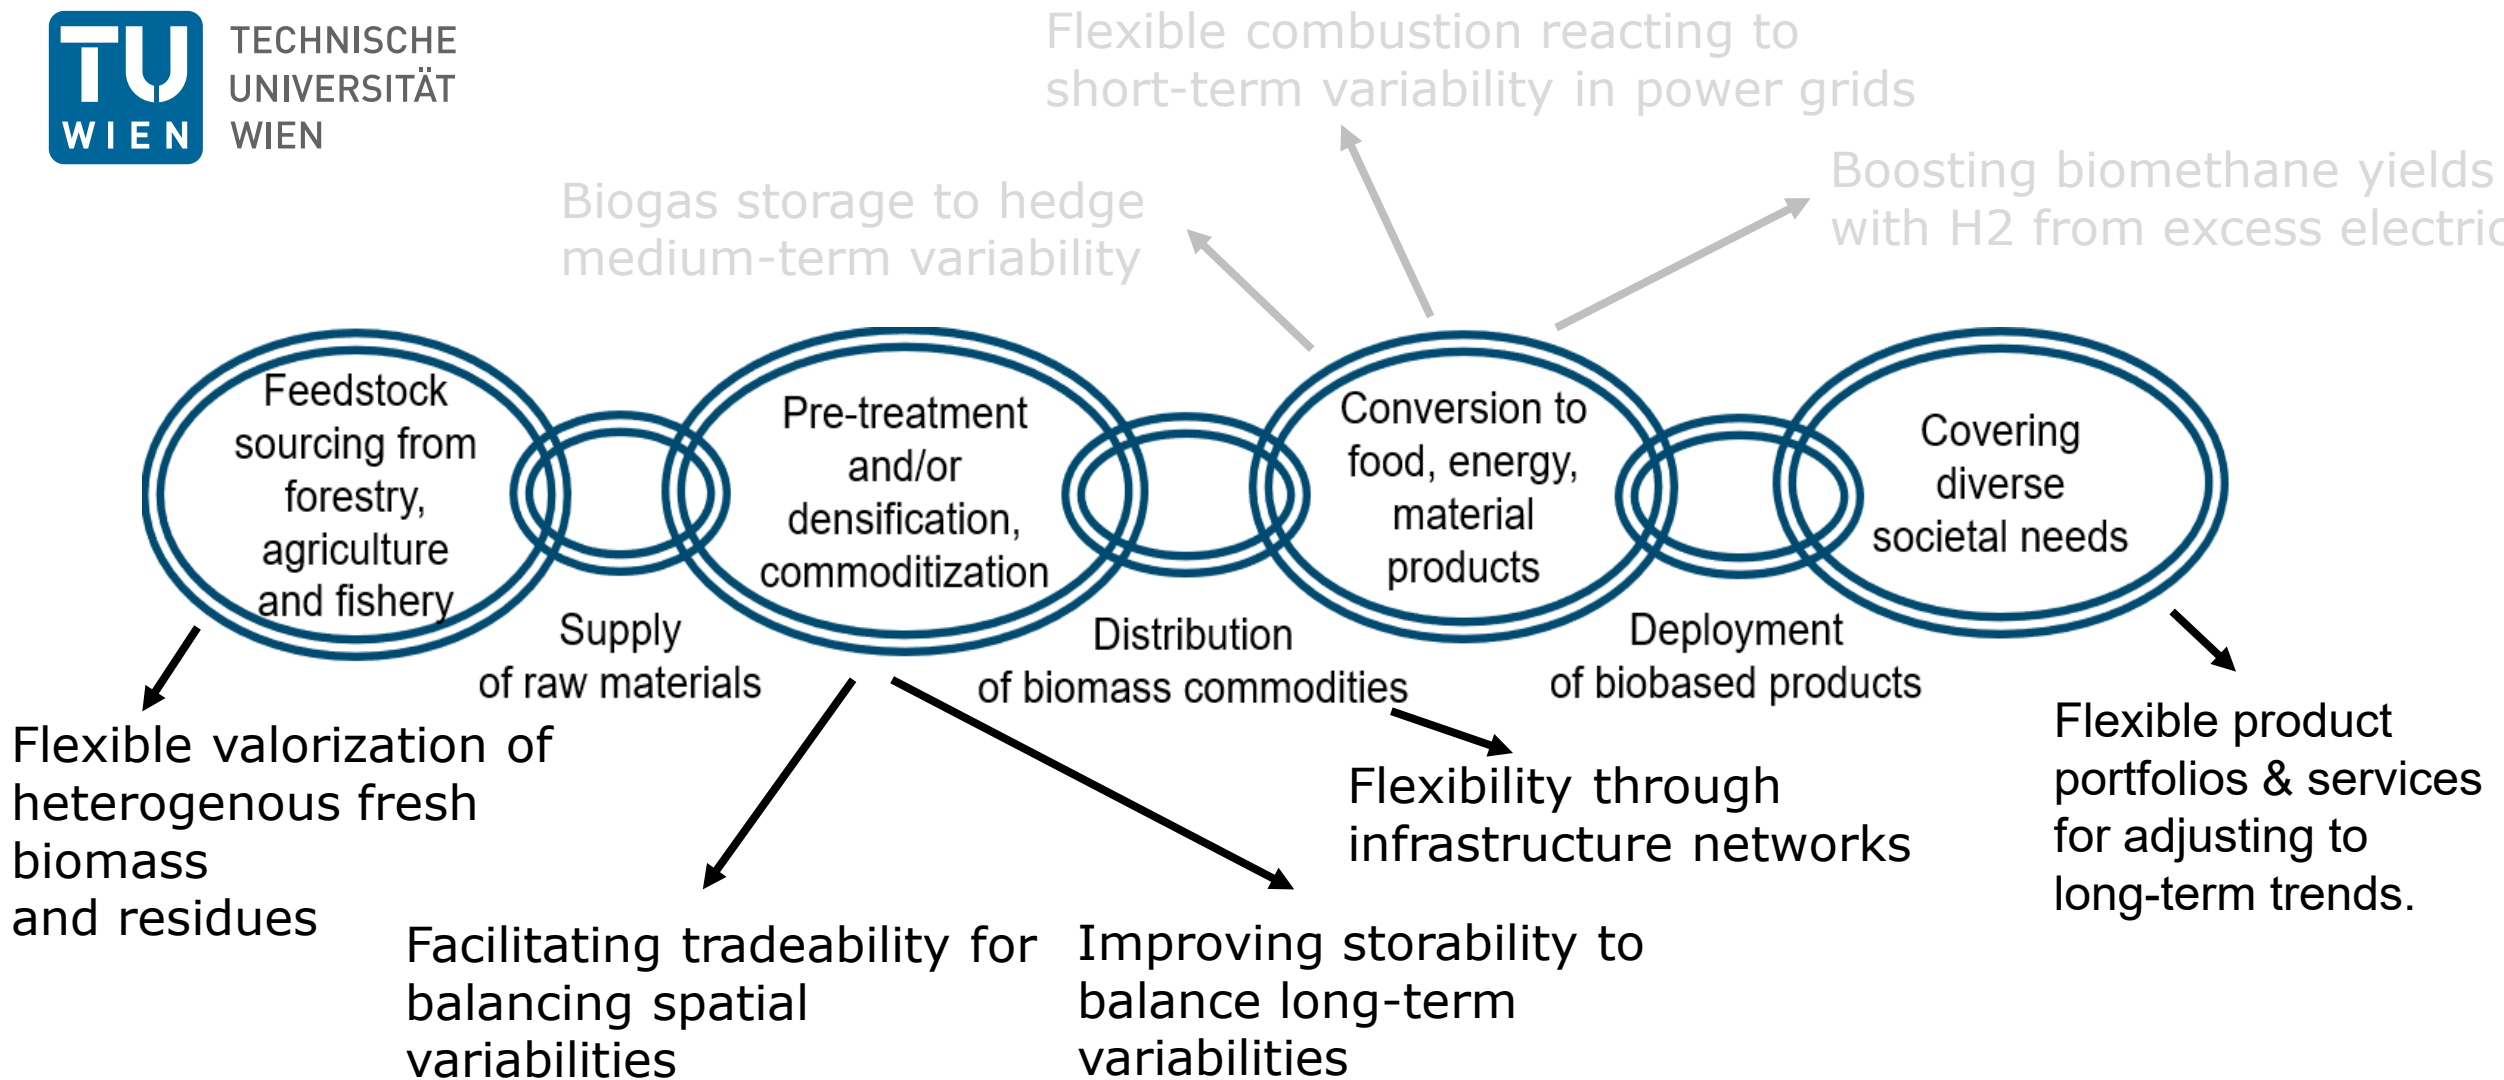 TU
WIEN
TECHNISCHE
UNIVERSITÄT
WIEN
Flexible combustion reacting to
short-term variability in power grids
Biogas storage to hedge
medium-term variability
Boosting biomethane yields
with H2 from excess
Feedstock
sourcing from
forestry,
agriculture
and fishery
Supply
of raw materials
Pre-treatment
and/or
densification,
commoditization
Distribution
of biomass commodities
Conversion to
food, energy,
material
products
Deployment
of biobased products
Covering
diverse
societal needs
Flexible valorization of
heterogenous fresh
biomass
and residues
Facilitating tradeability for
balancing spatial
variabilities
Improving storability to
balance long-term
variabilities
Flexibility through
infrastructure networks
Flexible product
portfolios & services
for adjusting to
long-term trends.